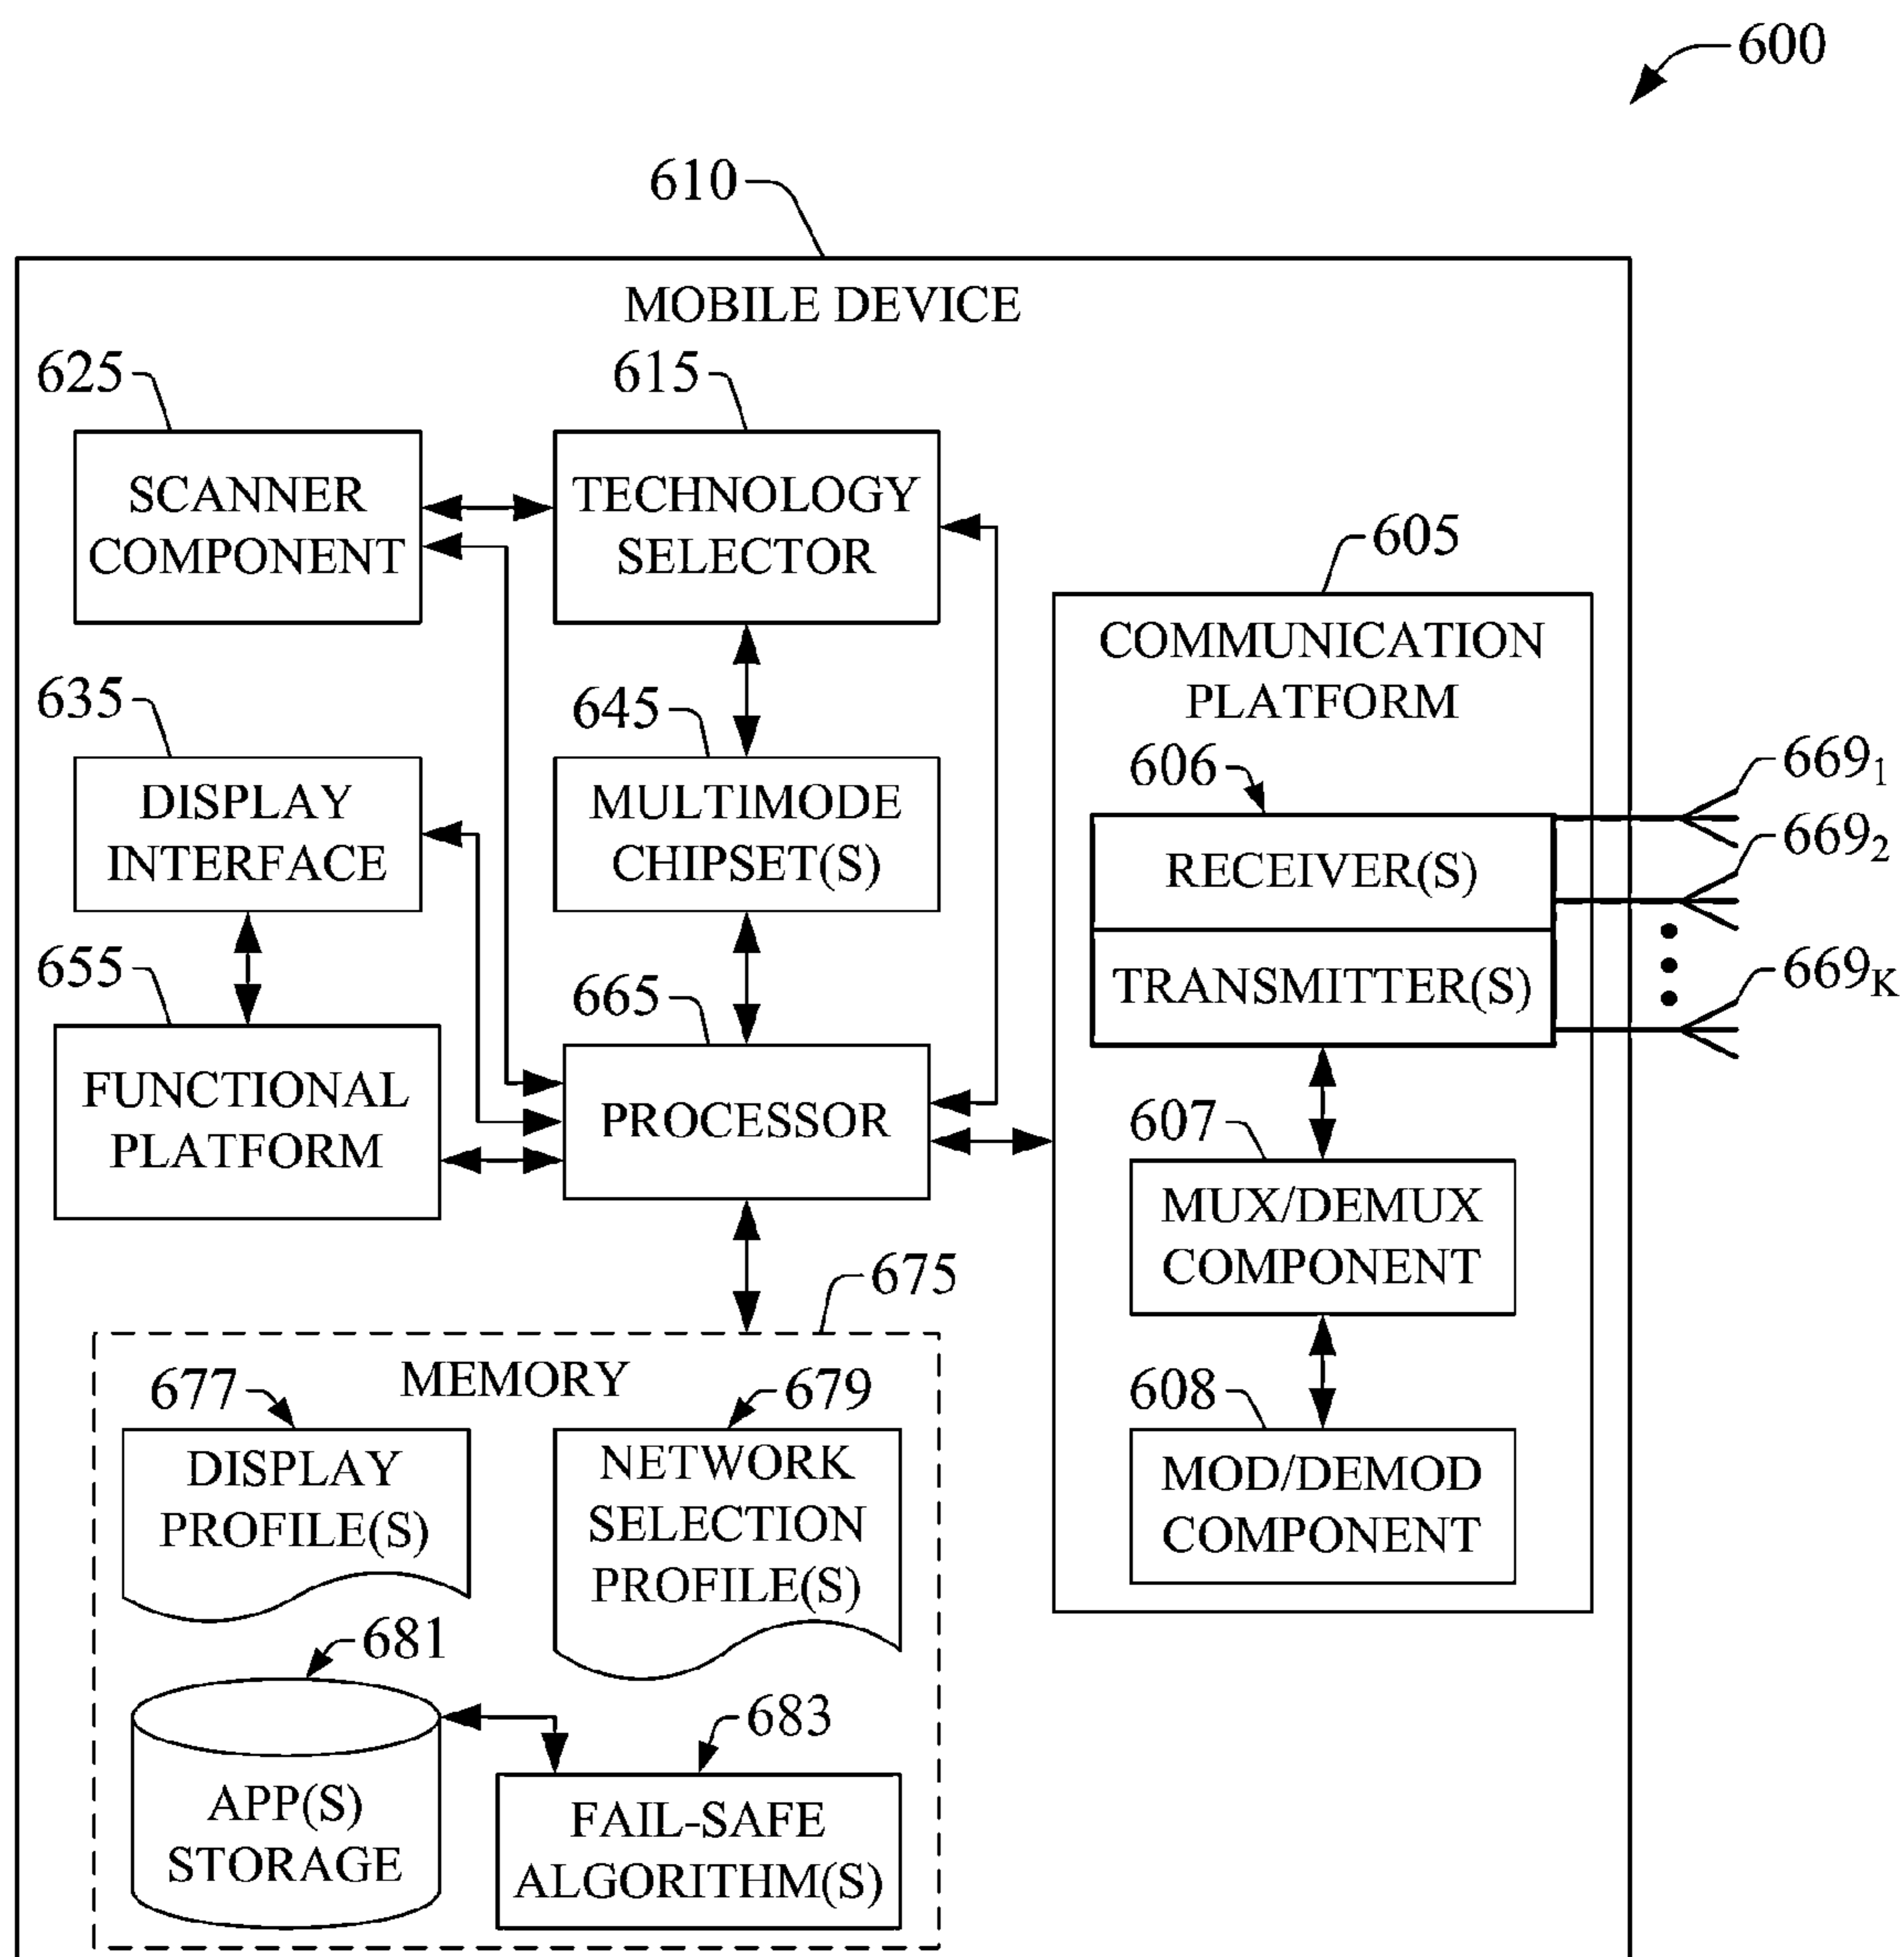 600
610
MOBILE DEVICE
625
615
SCANNER
COMPONENT
TECHNOLOGY
SELECTOR
605
COMMUNICATION
PLATFORM
635
645
DISPLAY
INTERFACE
MULTIMODE
CHIPSET(S)
606
RECEIVER(S)
TRANSMITTER(S)
669₁
669₂
669ₖ
655
665
FUNCTIONAL
PLATFORM
PROCESSOR
607
MUX/DEMUX
COMPONENT
608
MOD/DEMOD
COMPONENT
675
MEMORY
677
679
DISPLAY
PROFILE(S)
NETWORK
SELECTION
PROFILE(S)
681
683
APP(S)
STORAGE
FAIL-SAFE
ALGORITHM(S)